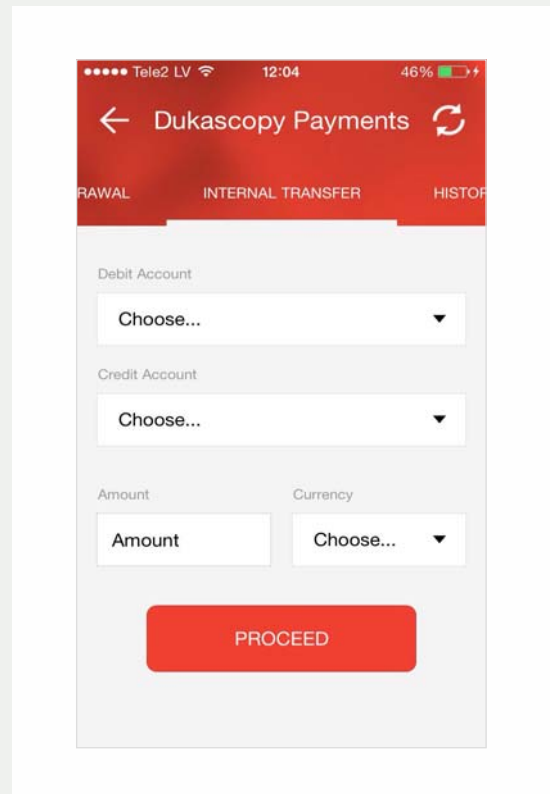 Tele2 LV 12:04 46%
Dukascopy Payments
RAWAL INTERNAL TRANSFER HISTOR
Debit Account
Choose...
Credit Account
Choose...
Amount Currency
Amount Choose...
PROCEED